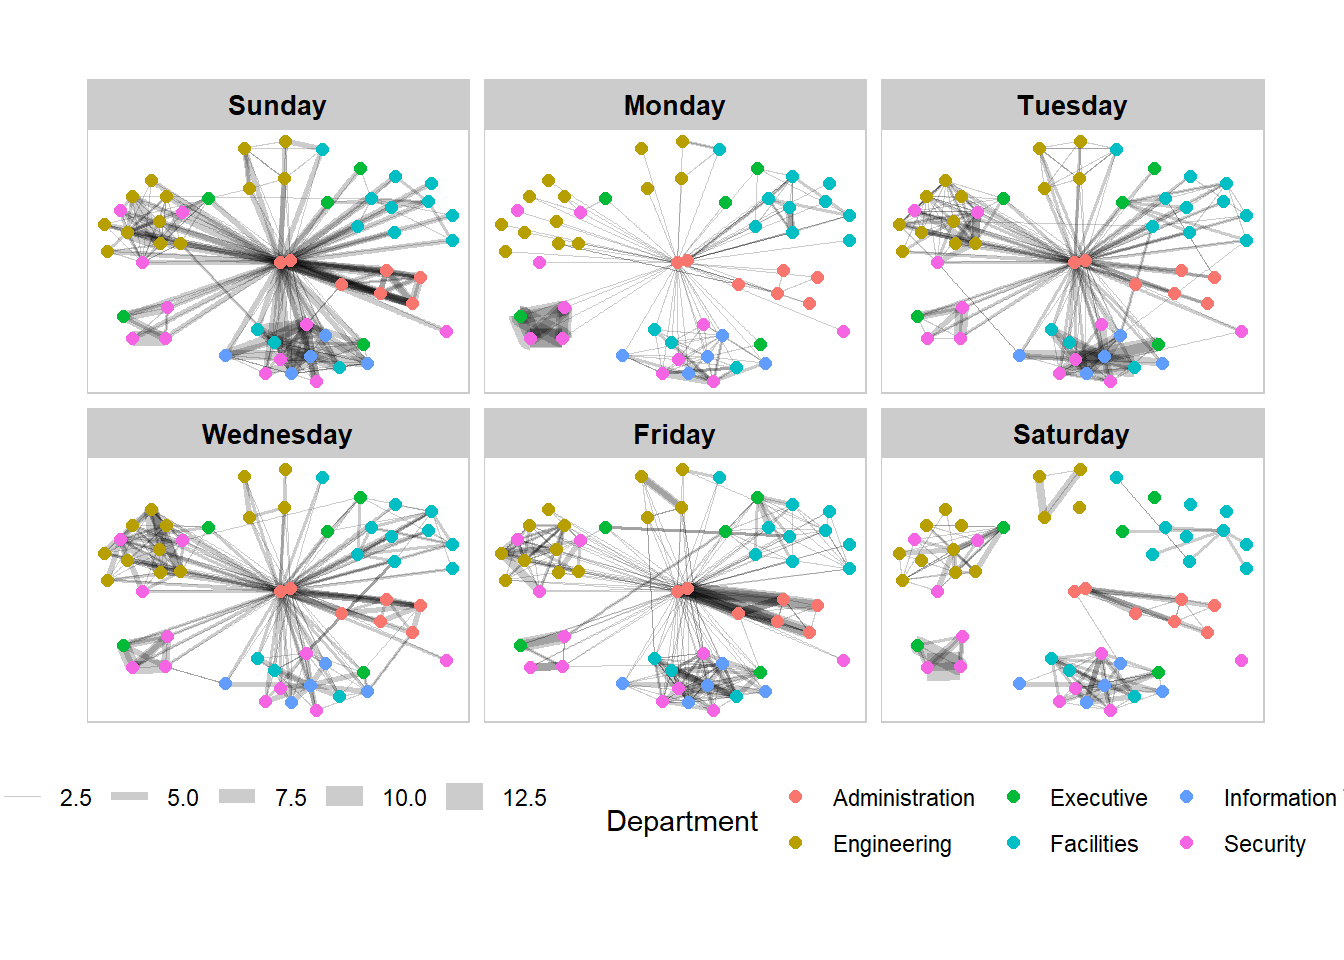 Sunday Monday Tuesday
Wednesday Friday Saturday
2.5 5.0 7.5 10.0 12.5
Department
Administration Executive Information
Engineering Facilities Security